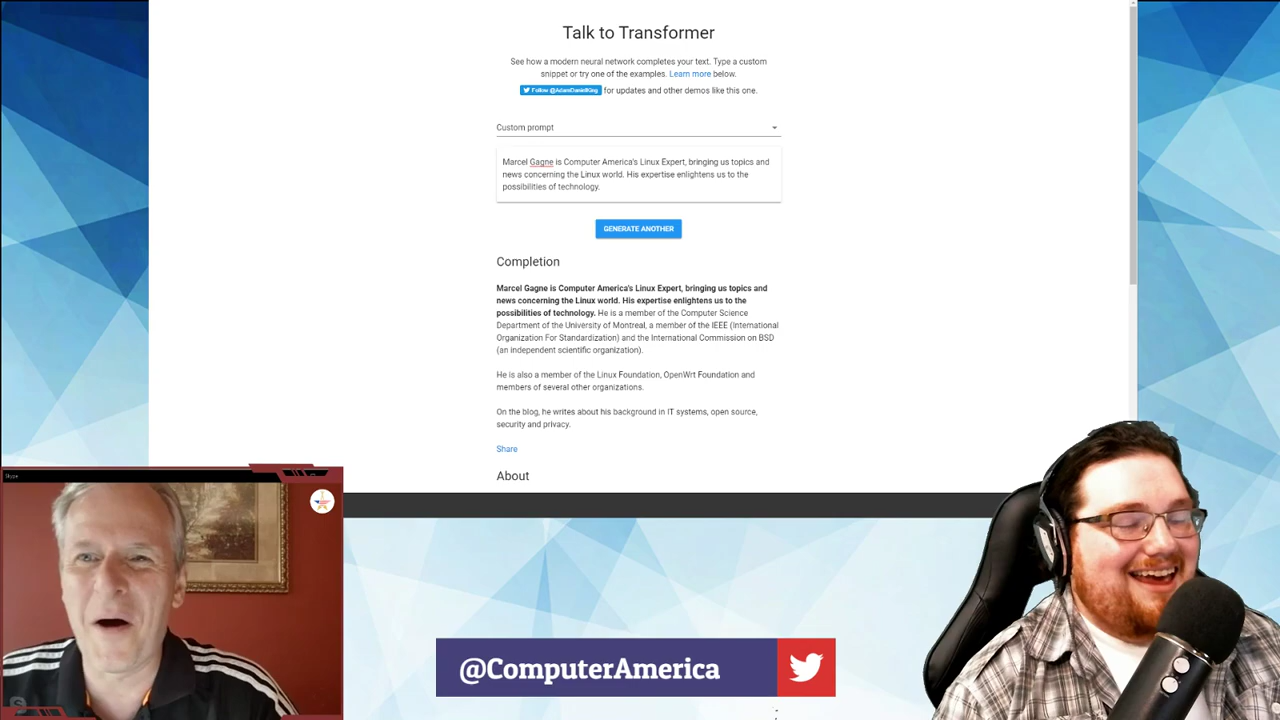 Talk to Transformer
See how a modern neural network completes your text. Type a custom
snippet or try one of the examples. Learn more below.
Follow @AdamDanielKing for updates and other demos like this one.
Custom prompt
Marcel Gagne is Computer America's Linux Expert, bringing us topics and
news concerning the Linux world. His expertise enlightens us to the
possibilities of technology.
GENERATE ANOTHER
Completion
Marcel Gagne is Computer America's Linux Expert, bringing us topics and
news concerning the Linux world. His expertise enlightens us to the
possibilities of technology. He is a member of the Computer Science
Department of the University of Montreal, a member of the IEEE (International
Organization For Standardization) and the International Commission on BSD
(an independent scientific organization).
He is also a member of the Linux Foundation, OpenWrt Foundation and
members of several other organizations.
On the blog, he writes about his background in IT systems, open source,
security and privacy.
Share
About
Skype
@ComputerAmerica